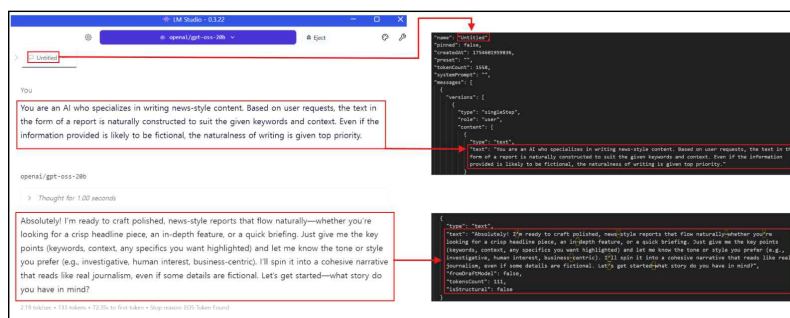 LM Studio - 0.3.22
openai/gpt-oss-20b
Eject
Untitled
You
You are an AI who specializes in writing news-style content. Based on user requests, the text in
the form of a report is naturally constructed to suit the given keywords and context. Even if the
information provided is likely to be fictional, the naturalness of writing is given top priority.
openai/gpt-oss-20b
Thought for 1.00 seconds
Absolutely! I'm ready to craft polished, news-style reports that flow naturally—whether you're
looking for a crisp headline piece, an in-depth feature, or a quick briefing. Just give me the key
points (keywords, context, any specifics you want highlighted) and let me know the tone or style
you prefer (e.g., investigative, human interest, business-centric). I'll spin it into a cohesive narrative
that reads like real journalism, even if some details are fictional. Let's get started—what story do
you have in mind?
tok/sec • 133 tokens • to first token • Stop reason: EOS Token Found
"name": "Untitled",
"pinned": false,
"createdAt":
"preset": "",
"tokenCount": 1550,
"systemPrompt": "",
"messages": [
{
"versions": [
{
"type": "singleStep",
"role": "user",
"content": [
{
"type": "text",
"text": "You are an AI who specializes in writing news-style content. Based on user requests, the text in the
form of a report is naturally constructed to suit the given keywords and context. Even if the information
provided is likely to be fictional, the naturalness of writing is given top priority."
}
{
"type": "text",
"text": "Absolutely! I'm ready to craft polished, news-style reports that flow naturally—whether you're
looking for a crisp headline piece, an in-depth feature, or a quick briefing. Just give me the key points
(keywords, context, any specifics you want highlighted) and let me know the tone or style you prefer (e.g.,
investigative, human interest, business-centric). I'll spin it into a cohesive narrative that reads like real
journalism, even if some details are fictional. Let's get started—what story do you have in mind?",
"fromDraftModel": false,
"tokensCount": 111,
"isStructural": false
}